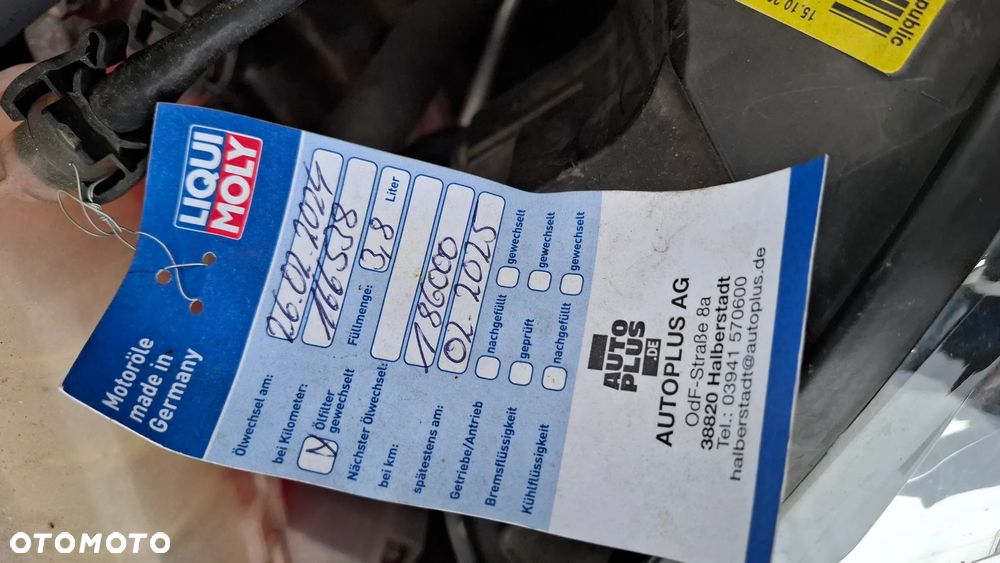 LIQUI
MOLY
Motoröle
made in
Germany
Ölwechsel am: 26.02.2024
bei Kilometer: 166538
Ölfilter
gewechselt
Füllmenge: 3,8 Liter
Nächster Ölwechsel:
bei km: 186000
spätestens am: 02-2025
Getriebe/Antrieb nachgefüllt gewechselt
Bremsflüssigkeit geprüft gewechselt
Kühlflüssigkeit nachgefüllt gewechselt
AUTO
PLUS
.DE
AUTOPLUS AG
OdF-Straße 8a
38820 Halberstadt
Tel.: 03941 570600
halberstadt@autoplus.de
public
OTOMOTO